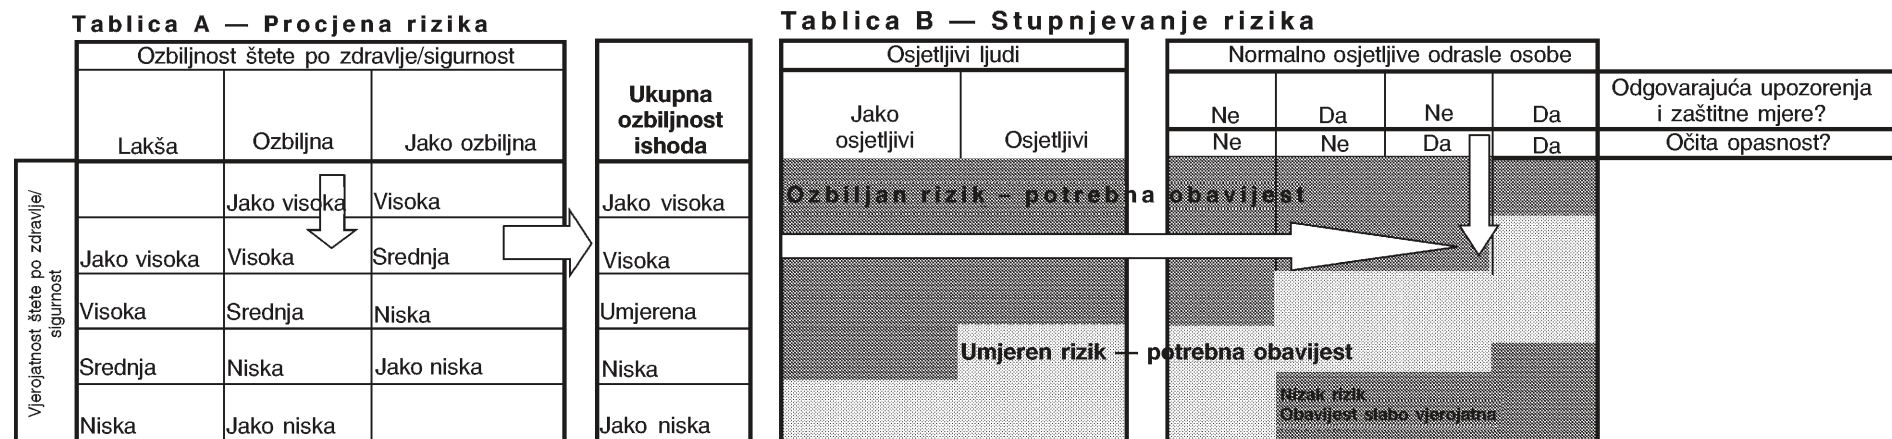 Tablica A — Procjena rizika
Tablica B — Stupnjevanje rizika
Ozbiljnost štete po zdravlje/sigurnost
Lakša
Ozbiljna
Jako ozbiljna
Ukupna
ozbiljnost
ishoda
Osjetljivi ljudi
Jako
osjetljivi
Osjetljivi
Normalno osjetljive odrasle osobe
Ne Da Ne Da
Odgovarajuća upozorenja
i zaštitne mjere?
Ne Ne Da Da
Očita opasnost?
Vjerojatnost štete po zdravlje/
sigurnost
Jako visoka Visoka Jako visoka
Ozbiljan rizik – potrebna obavijest
Jako visoka Visoka Srednja Visoka
Visoka Srednja Niska Umjerena
Umjeren rizik — potrebna obavijest
Srednja Niska Jako niska Niska
Nizak rizik
Obavijest slabo vjerojatna
Niska Jako niska Jako niska